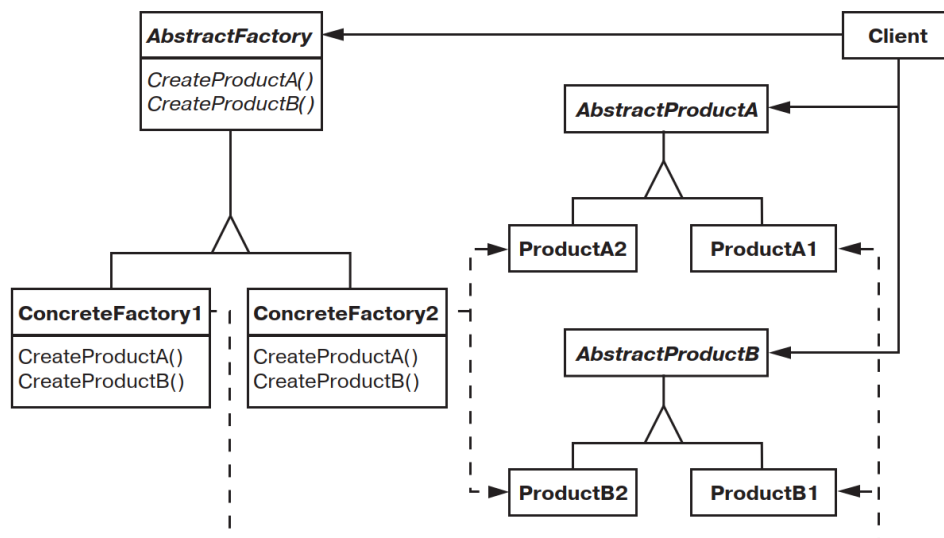 AbstractFactory
CreateProductA()
CreateProductB()
Client
AbstractProductA
ProductA2
ProductA1
ConcreteFactory1
CreateProductA()
CreateProductB()
ConcreteFactory2
CreateProductA()
CreateProductB()
AbstractProductB
ProductB2
ProductB1